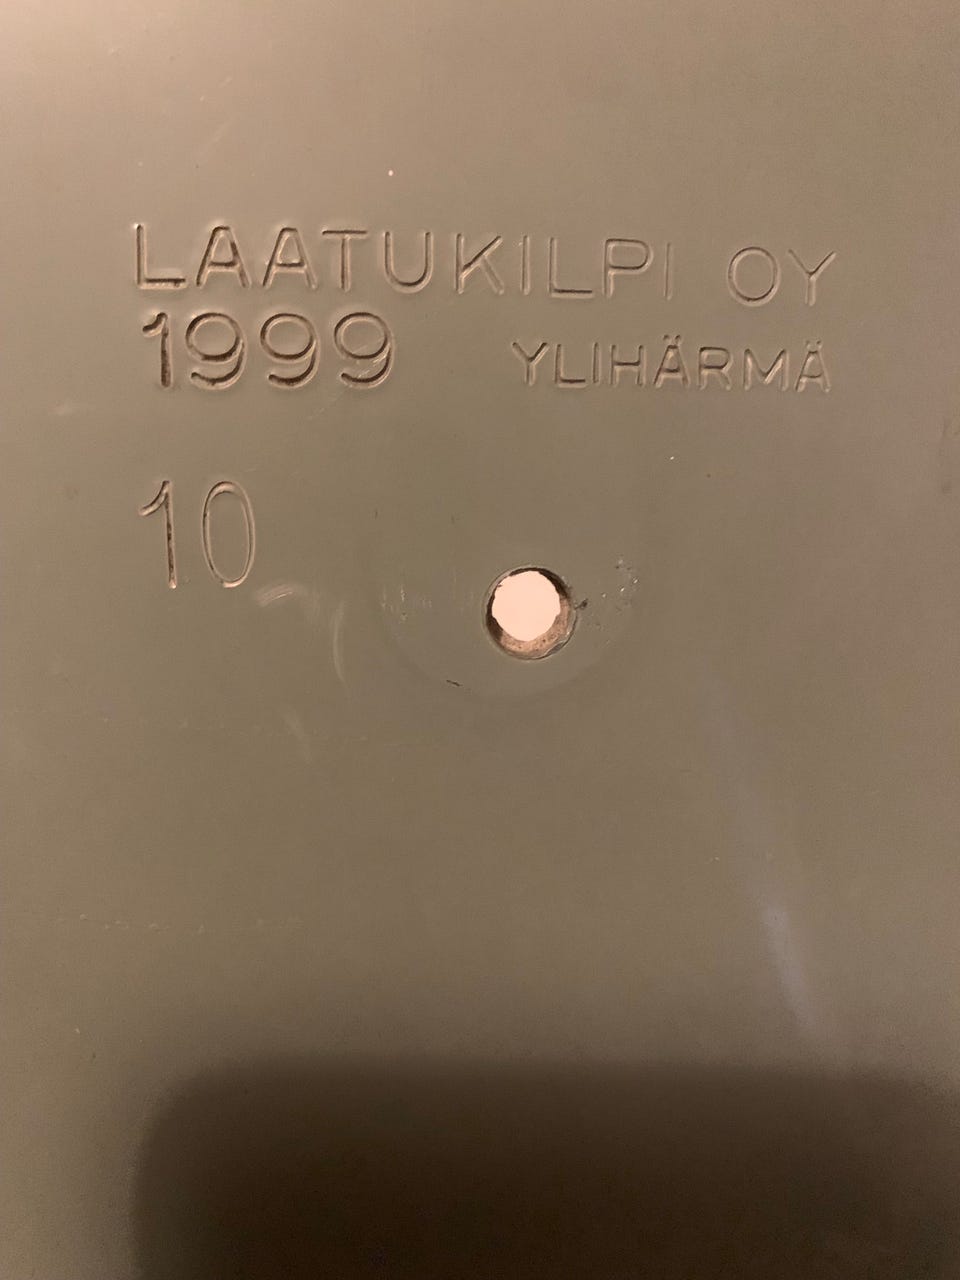 LAATUKILPI OY
1999 YLIHÄRMÄ
10